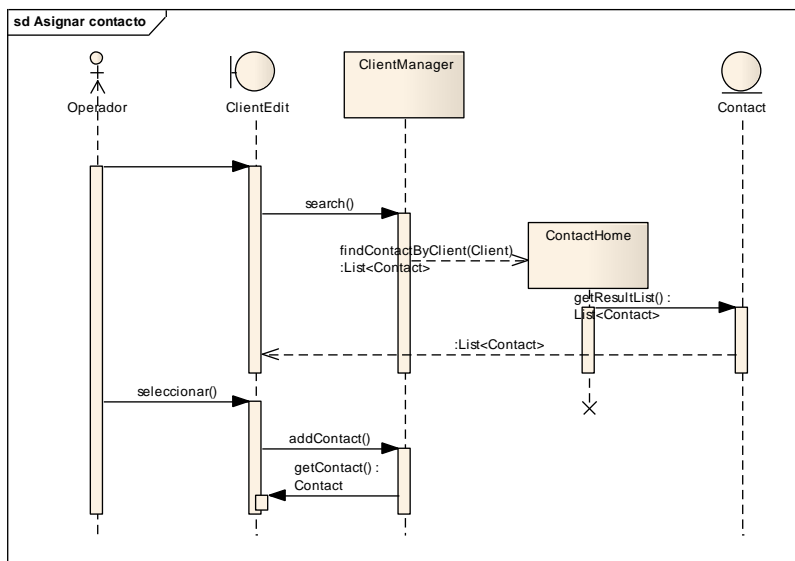 sd Asignar contacto
Operador
ClientEdit
ClientManager
Contact
search()
findContactByClient(Client)
:List<Contact>
ContactHome
getResultList() :
List<Contact>
:List<Contact>
seleccionar()
addContact()
getContact() :
Contact